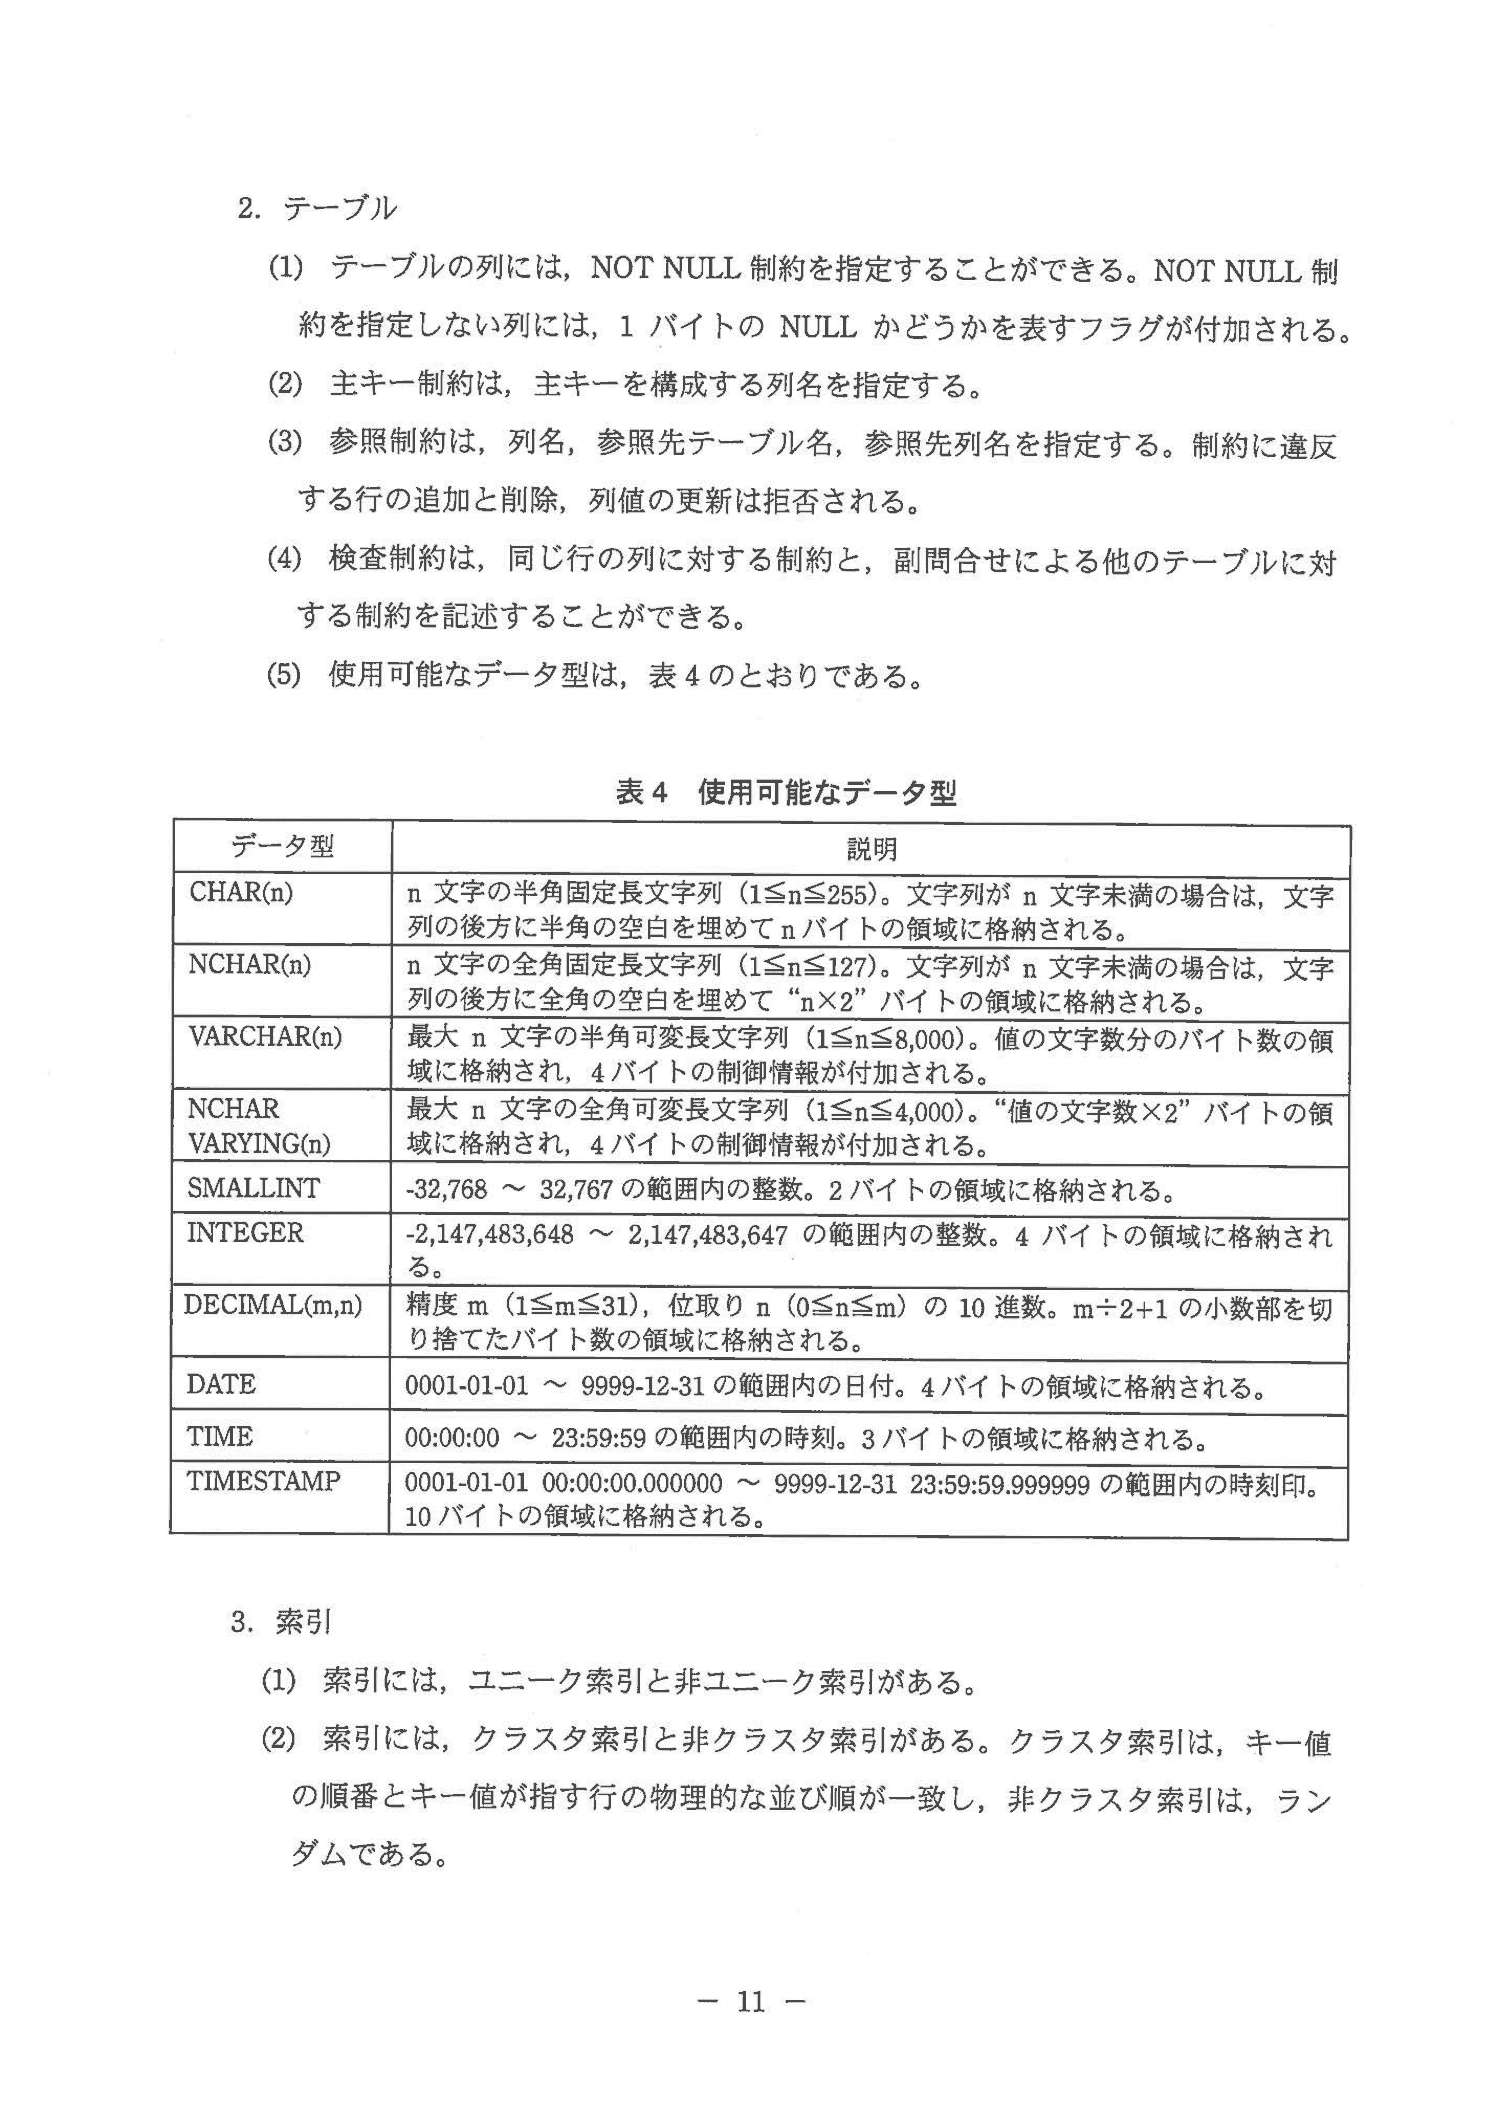 2. テーブル
(1) テーブルの列には，NOT NULL 制約を指定することができる。NOT NULL 制
約を指定しない列には，1 バイトの NULL かどうかを表すフラグが付加される。
(2) 主キー制約は，主キーを構成する列名を指定する。
(3) 参照制約は，列名，参照先テーブル名，参照先列名を指定する。制約に違反
する行の追加と削除，列値の更新は拒否される。
(4) 検査制約は，同じ行の列に対する制約と，副問合せによる他のテーブルに対
する制約を記述することができる。
(5) 使用可能なデータ型は，表 4 のとおりである。
表 4 使用可能なデータ型
データ型 説明
CHAR(n) n 文字の半角固定長文字列（1≦n≦255）。文字列が n 文字未満の場合は，文字
列の後方に半角の空白を埋めて n バイトの領域に格納される。
NCHAR(n) n 文字の全角固定長文字列（1≦n≦127）。文字列が n 文字未満の場合は，文字
列の後方に全角の空白を埋めて “n×2” バイトの領域に格納される。
VARCHAR(n) 最大 n 文字の半角可変長文字列（1≦n≦8,000）。値の文字数分のバイト数の領
域に格納され，4 バイトの制御情報が付加される。
NCHAR 最大 n 文字の全角可変長文字列（1≦n≦4,000）。“値の文字数×2” バイトの領
VARYING(n) 域に格納され，4 バイトの制御情報が付加される。
SMALLINT -32,768 ～ 32,767 の範囲内の整数。2 バイトの領域に格納される。
INTEGER -2,147,483,648 ～ 2,147,483,647 の範囲内の整数。4 バイトの領域に格納され
る。
DECIMAL(m,n) 精度 m（1≦m≦31），位取り n（0≦n≦m）の 10 進数。m÷2+1 の小数部を切
り捨てたバイト数の領域に格納される。
DATE 0001-01-01 ～ 9999-12-31 の範囲内の日付。4 バイトの領域に格納される。
TIME 00:00:00 ～ 23:59:59 の範囲内の時刻。3 バイトの領域に格納される。
TIMESTAMP 0001-01-01 00:00:00.000000 ～ 9999-12-31 23:59:59.999999 の範囲内の時刻印。
10 バイトの領域に格納される。
3. 索引
(1) 索引には，ユニーク索引と非ユニーク索引がある。
(2) 索引には，クラスタ索引と非クラスタ索引がある。クラスタ索引は，キー値
の順番とキー値が指す行の物理的な並び順が一致し，非クラスタ索引は，ラン
ダムである。
－ 11 －